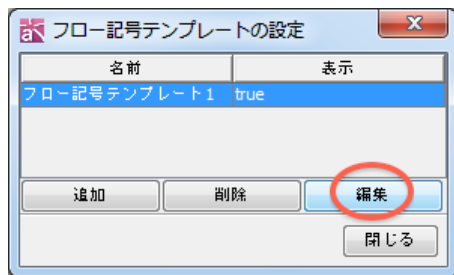 フロー記号テンプレートの設定
名前 表示
フロー記号テンプレート1 true
追加 削除 編集
閉じる